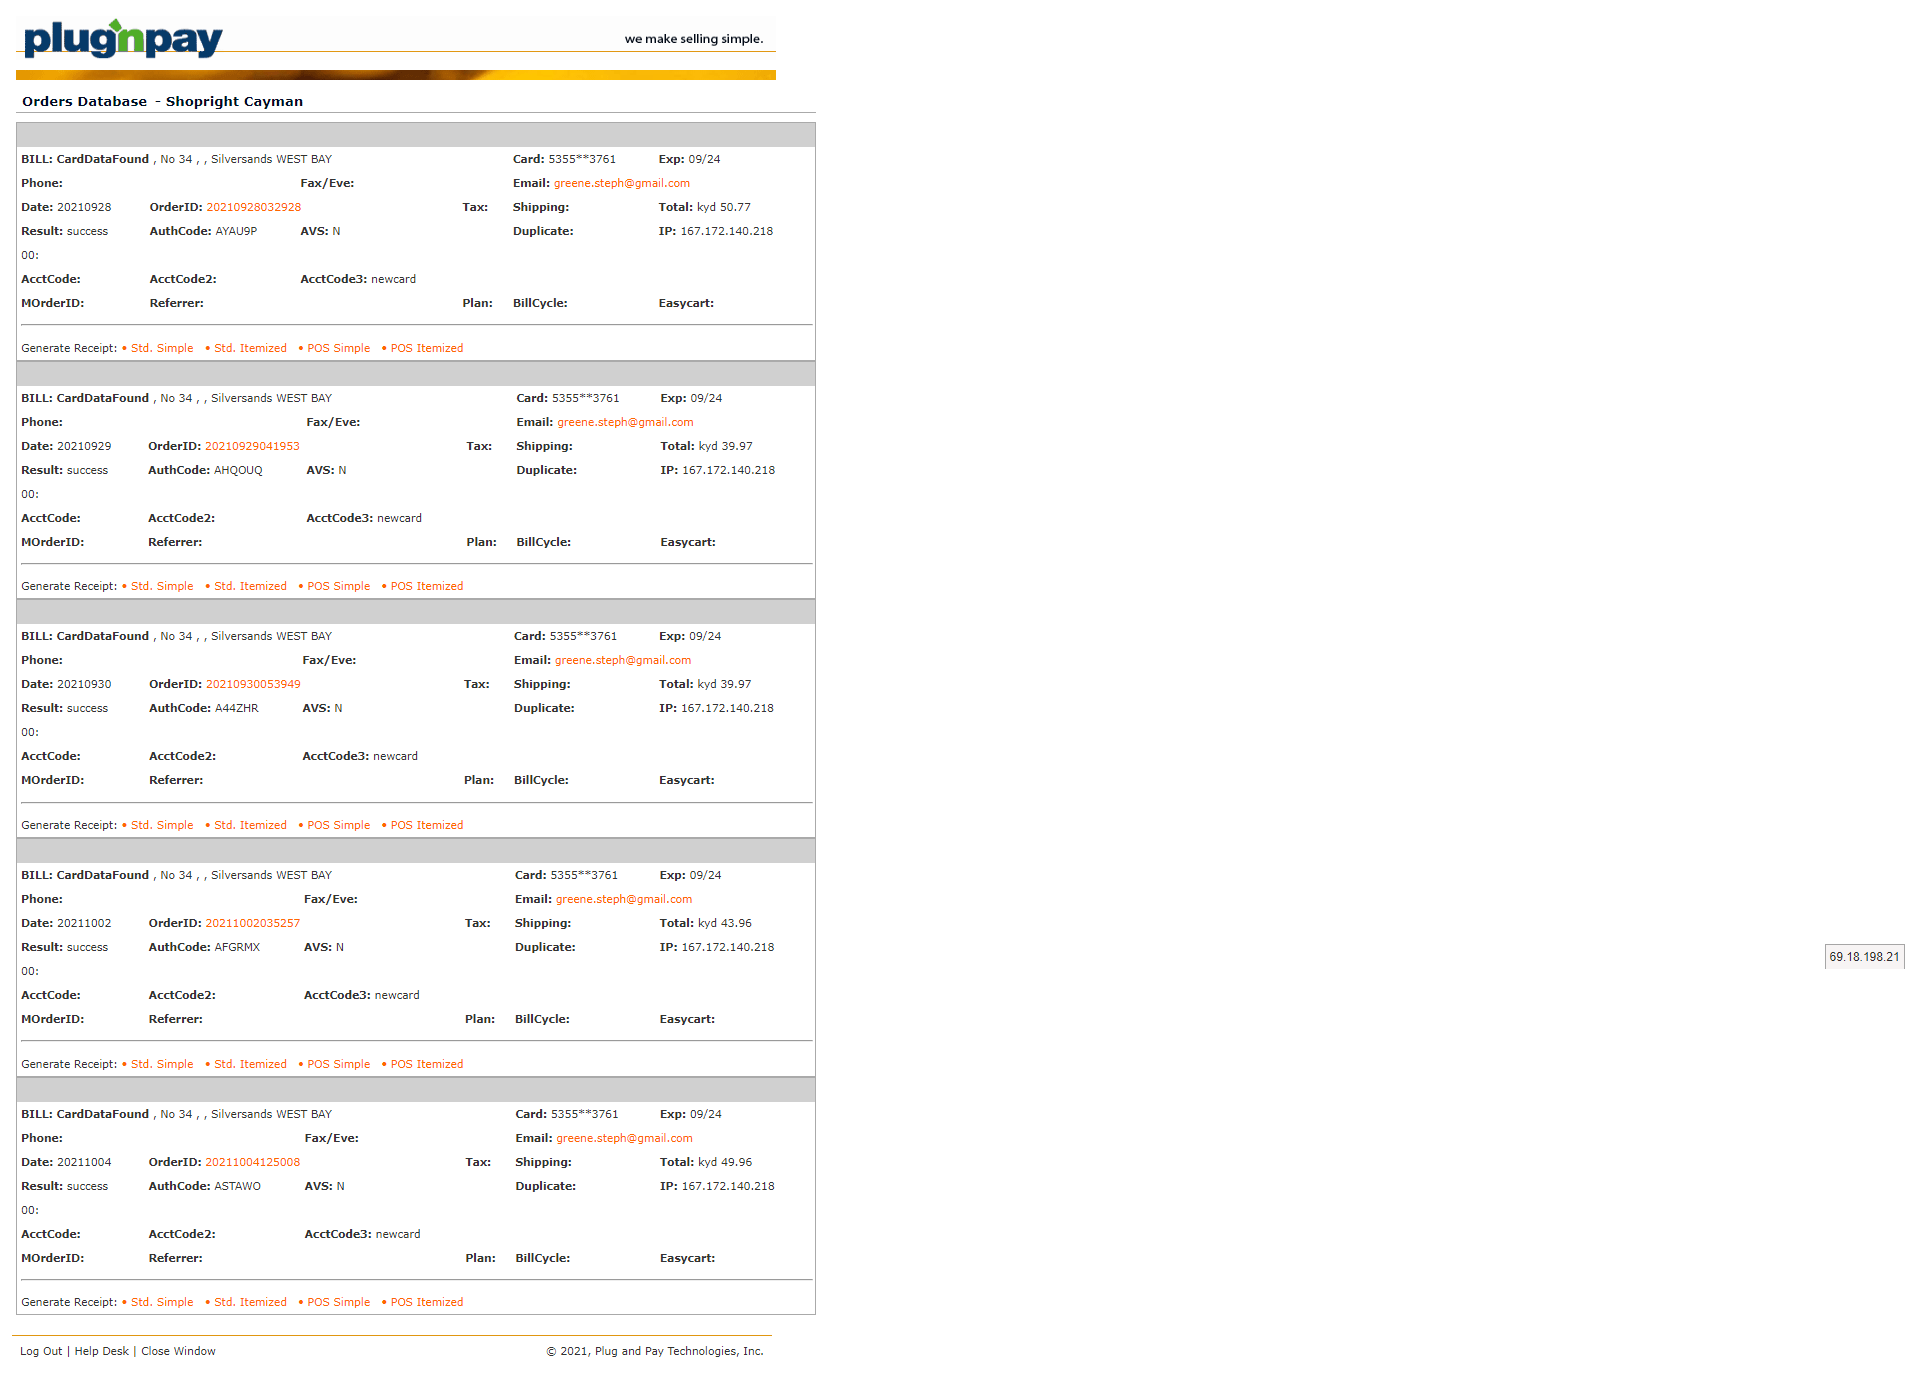 plug'n pay
we make selling simple.
Orders Database - Shopright Cayman
BILL: CardDataFound , No 34 , , Silversands WEST BAY Card: 5355**3761 Exp: 09/24
Phone: Fax/Eve: Email: greene.steph@gmail.com
Date: 20210928 OrderID: 20210928032928 Tax: Shipping: Total: kyd 50.77
Result: success AuthCode: AYAU9P AVS: N Duplicate: IP: 167.172.140.218
00:
AcctCode: AcctCode2: AcctCode3: newcard
MOrderID: Referrer: Plan: BillCycle: Easycart:
Generate Receipt: • Std. Simple • Std. Itemized • POS Simple • POS Itemized
BILL: CardDataFound , No 34 , , Silversands WEST BAY Card: 5355**3761 Exp: 09/24
Phone: Fax/Eve: Email: greene.steph@gmail.com
Date: 20210929 OrderID: 20210929041953 Tax: Shipping: Total: kyd 39.97
Result: success AuthCode: AHQOUQ AVS: N Duplicate: IP: 167.172.140.218
00:
AcctCode: AcctCode2: AcctCode3: newcard
MOrderID: Referrer: Plan: BillCycle: Easycart:
Generate Receipt: • Std. Simple • Std. Itemized • POS Simple • POS Itemized
BILL: CardDataFound , No 34 , , Silversands WEST BAY Card: 5355**3761 Exp: 09/24
Phone: Fax/Eve: Email: greene.steph@gmail.com
Date: 20210930 OrderID: 20210930053949 Tax: Shipping: Total: kyd 39.97
Result: success AuthCode: A44ZHR AVS: N Duplicate: IP: 167.172.140.218
00:
AcctCode: AcctCode2: AcctCode3: newcard
MOrderID: Referrer: Plan: BillCycle: Easycart:
Generate Receipt: • Std. Simple • Std. Itemized • POS Simple • POS Itemized
BILL: CardDataFound , No 34 , , Silversands WEST BAY Card: 5355**3761 Exp: 09/24
Phone: Fax/Eve: Email: greene.steph@gmail.com
Date: 20211002 OrderID: 20211002035257 Tax: Shipping: Total: kyd 43.96
Result: success AuthCode: AFGRMX AVS: N Duplicate: IP: 167.172.140.218
69.18.198.21
00:
AcctCode: AcctCode2: AcctCode3: newcard
MOrderID: Referrer: Plan: BillCycle: Easycart:
Generate Receipt: • Std. Simple • Std. Itemized • POS Simple • POS Itemized
BILL: CardDataFound , No 34 , , Silversands WEST BAY Card: 5355**3761 Exp: 09/24
Phone: Fax/Eve: Email: greene.steph@gmail.com
Date: 20211004 OrderID: 20211004125008 Tax: Shipping: Total: kyd 49.96
Result: success AuthCode: ASTAWO AVS: N Duplicate: IP: 167.172.140.218
00:
AcctCode: AcctCode2: AcctCode3: newcard
MOrderID: Referrer: Plan: BillCycle: Easycart:
Generate Receipt: • Std. Simple • Std. Itemized • POS Simple • POS Itemized
Log Out | Help Desk | Close Window © 2021, Plug and Pay Technologies, Inc.